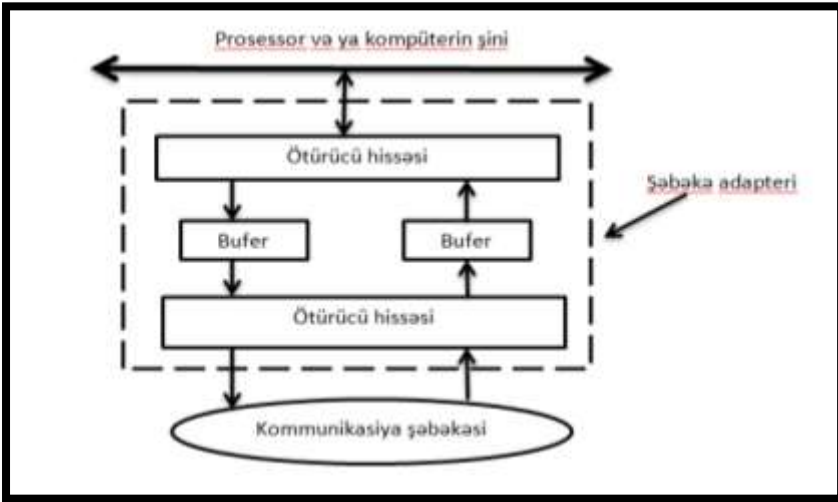 Prosessor və ya kompüterin şini
Ötürücü hissəsi
Şəbəkə adapteri
Bufer
Bufer
Ötürücü hissəsi
Kommunikasiya şəbəkəsi